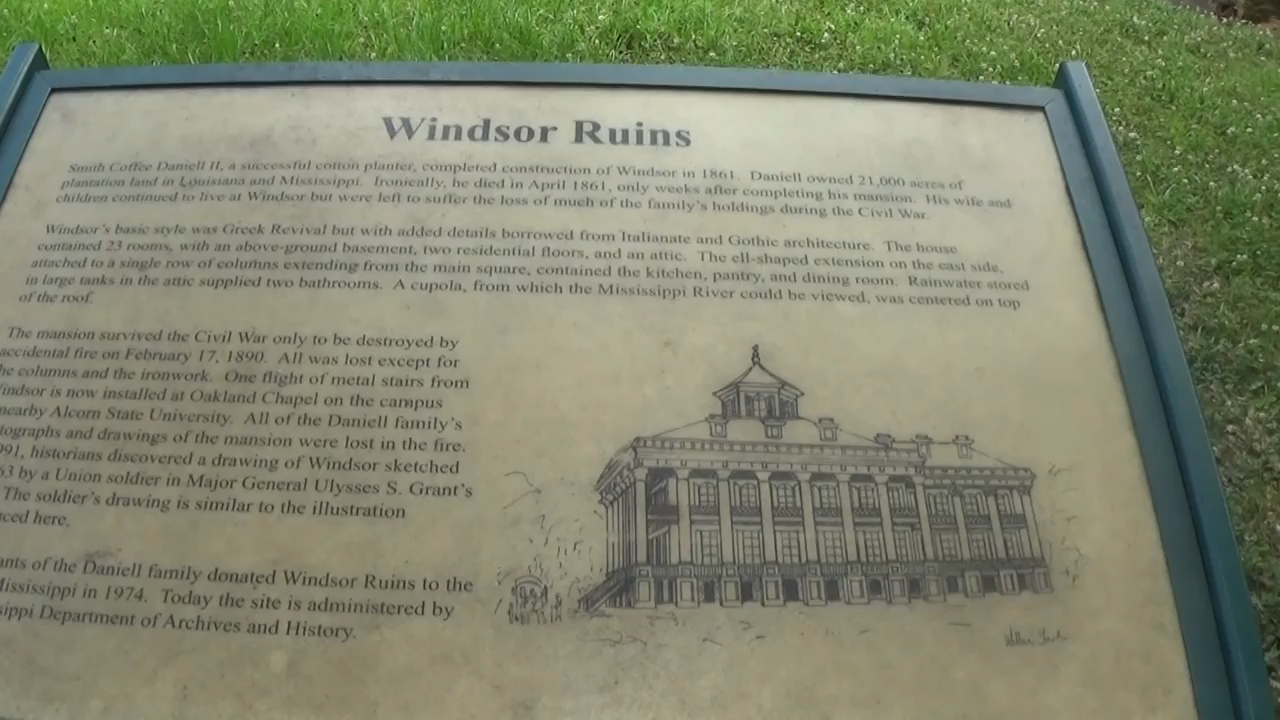 Windsor Ruins
Smith Coffee Daniell II, a successful cotton planter, completed construction of Windsor in 1861. Daniell owned 21,000 acres of
plantation land in Louisiana and Mississippi. Ironically, he died in April 1861, only weeks after completing his mansion. His wife and
children continued to live at Windsor but were left to suffer the loss of much of the family's holdings during the Civil War.
Windsor's basic style was Greek Revival but with added details borrowed from Italianate and Gothic architecture. The house
contained 23 rooms, with an above-ground basement, two residential floors, and an attic. The ell-shaped extension on the east side,
attached to a single row of columns extending from the main square, contained the kitchen, pantry, and dining room. Rainwater stored
in large tanks in the attic supplied two bathrooms. A cupola, from which the Mississippi River could be viewed, was centered on top
of the roof.
The mansion survived the Civil War only to be destroyed by
accidental fire on February 17, 1890. All was lost except for
he columns and the ironwork. One flight of metal stairs from
indsor is now installed at Oakland Chapel on the campus
nearby Alcorn State University. All of the Daniell family's
tographs and drawings of the mansion were lost in the fire.
991, historians discovered a drawing of Windsor sketched
63 by a Union soldier in Major General Ulysses S. Grant's
The soldier's drawing is similar to the illustration
ced here.
ants of the Daniell family donated Windsor Ruins to the
ississippi in 1974. Today the site is administered by
sippi Department of Archives and History.